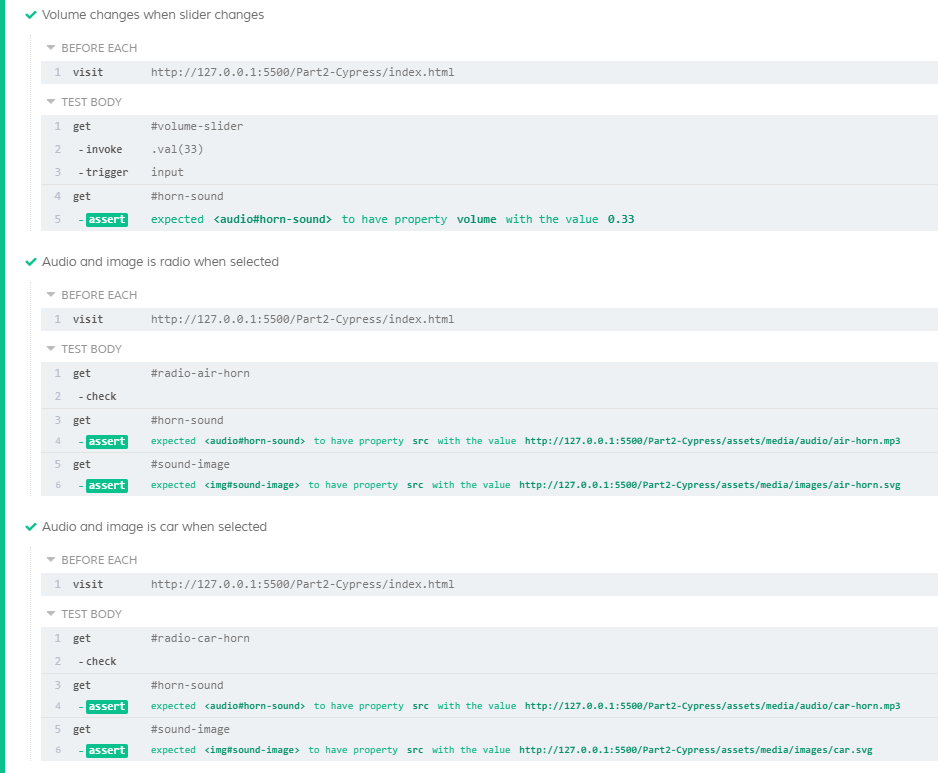 Volume changes when slider changes
BEFORE EACH
1 visit http://127.0.0.1:5500/Part2-Cypress/index.html
TEST BODY
1 get #volume-slider
2 -invoke .val(33)
3 -trigger input
4 get #horn-sound
5 -assert expected <audio#horn-sound> to have property volume with the value 0.33
Audio and image is radio when selected
BEFORE EACH
1 visit http://127.0.0.1:5500/Part2-Cypress/index.html
TEST BODY
1 get #radio-air-horn
2 -check
3 get #horn-sound
4 -assert expected <audio#horn-sound> to have property src with the value http://127.0.0.1:5500/Part2-Cypress/assets/media/audio/air-horn.mp3
5 get #sound-image
6 -assert expected <img#sound-image> to have property src with the value http://127.0.0.1:5500/Part2-Cypress/assets/media/images/air-horn.svg
Audio and image is car when selected
BEFORE EACH
1 visit http://127.0.0.1:5500/Part2-Cypress/index.html
TEST BODY
1 get #radio-car-horn
2 -check
3 get #horn-sound
4 -assert expected <audio#horn-sound> to have property src with the value http://127.0.0.1:5500/Part2-Cypress/assets/media/audio/car-horn.mp3
5 get #sound-image
6 -assert expected <img#sound-image> to have property src with the value http://127.0.0.1:5500/Part2-Cypress/assets/media/images/car.svg